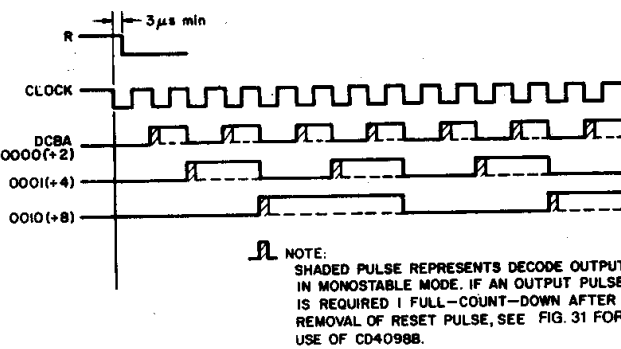 3µs min
R
CLOCK
DCBA
0000(÷2)
0001(÷4)
0010(÷8)
NOTE:
SHADED PULSE REPRESENTS DECODE OUTPUT
IN MONOSTABLE MODE. IF AN OUTPUT PULSE
IS REQUIRED I FULL-COUNT-DOWN AFTER
REMOVAL OF RESET PULSE, SEE FIG. 31 FOR
USE OF CD4098B.